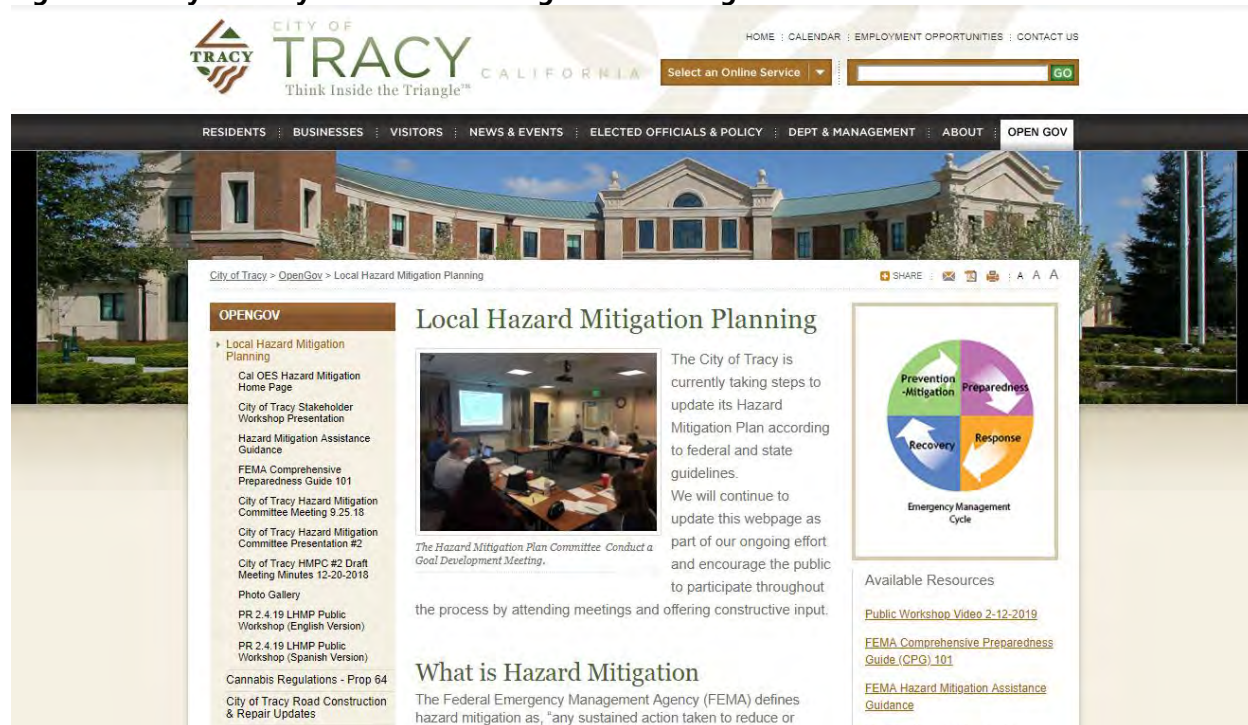 CITY OF
TRACY
TRACY
CALIFORNIA
Think Inside the Triangle™
HOME CALENDAR EMPLOYMENT OPPORTUNITIES CONTACT US
Select an Online Service
GO
RESIDENTS BUSINESSES VISITORS NEWS & EVENTS ELECTED OFFICIALS & POLICY DEPT & MANAGEMENT ABOUT OPEN GOV
City of Tracy > OpenGov > Local Hazard Mitigation Planning
SHARE A A A
OPENGOV
Local Hazard Mitigation
Planning
Cal OES Hazard Mitigation
Home Page
City of Tracy Stakeholder
Workshop Presentation
Hazard Mitigation Assistance
Guidance
FEMA Comprehensive
Preparedness Guide 101
City of Tracy Hazard Mitigation
Committee Meeting 9.25.18
City of Tracy Hazard Mitigation
Committee Presentation #2
City of Tracy HMPC #2 Draft
Meeting Minutes 12-20-2018
Photo Gallery
PR 2.4.19 LHMP Public
Workshop (English Version)
PR 2.4.19 LHMP Public
Workshop (Spanish Version)
Cannabis Regulations - Prop 64
City of Tracy Road Construction
& Repair Updates
Local Hazard Mitigation Planning
The City of Tracy is
currently taking steps to
update its Hazard
Mitigation Plan according
to federal and state
guidelines.
We will continue to
update this webpage as
part of our ongoing effort
and encourage the public
to participate throughout
the process by attending meetings and offering constructive input.
The Hazard Mitigation Plan Committee Conduct a
Goal Development Meeting.
What is Hazard Mitigation
The Federal Emergency Management Agency (FEMA) defines
hazard mitigation as, “any sustained action taken to reduce or
Prevention
-Mitigation
Preparedness
Recovery
Response
Emergency Management
Cycle
Available Resources
Public Workshop Video 2-12-2019
FEMA Comprehensive Preparedness
Guide (CPG) 101
FEMA Hazard Mitigation Assistance
Guidance